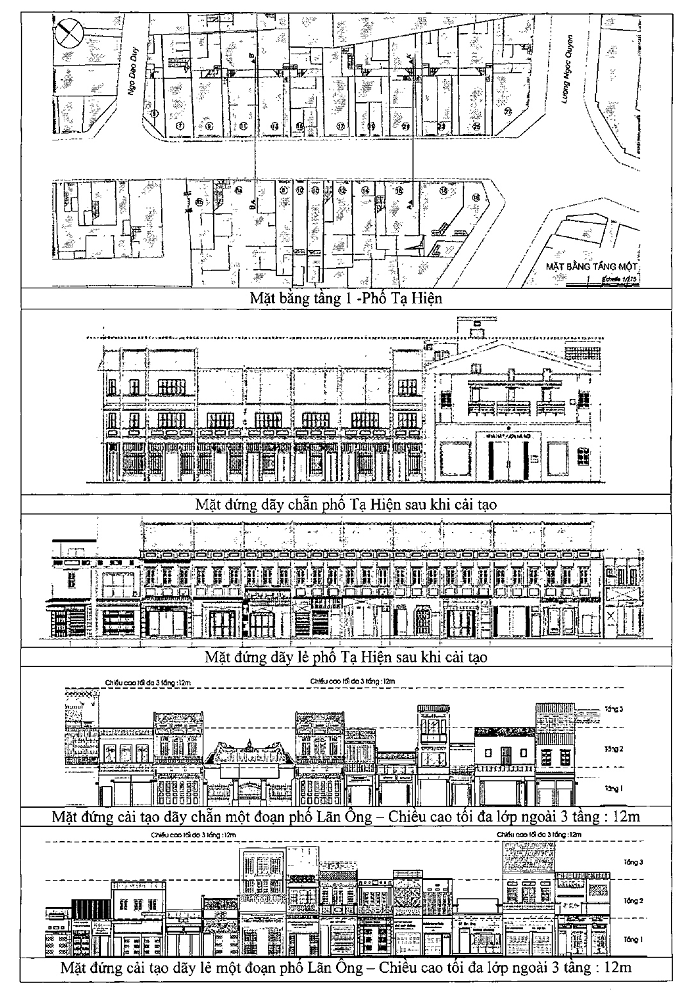 Ngo Dao Duy
Luong Ngoc Quyen
MẶT BẰNG TẦNG MỘT
Mặt bằng tầng 1 -Phố Tạ Hiện
Mặt đứng dãy chẵn phố Tạ Hiện sau khi cải tạo
Mặt đứng dãy lẻ phố Tạ Hiện sau khi cải tạo
Chiều cao tối đa 3 tầng : 12m
Chiều cao tối đa 3 tầng : 12m
Tầng 3
Tầng 2
Tầng 1
Mặt đứng cải tạo dãy chẵn một đoạn phố Lãn Ông – Chiều cao tối đa lớp ngoài 3 tầng : 12m
Chiều cao tối đa 3 tầng : 12m
Chiều cao tối đa 3 tầng : 12m
Tầng 3
Tầng 2
Tầng 1
Mặt đứng cải tạo dãy lẻ một đoạn phố Lãn Ông – Chiều cao tối đa lớp ngoài 3 tầng : 12m